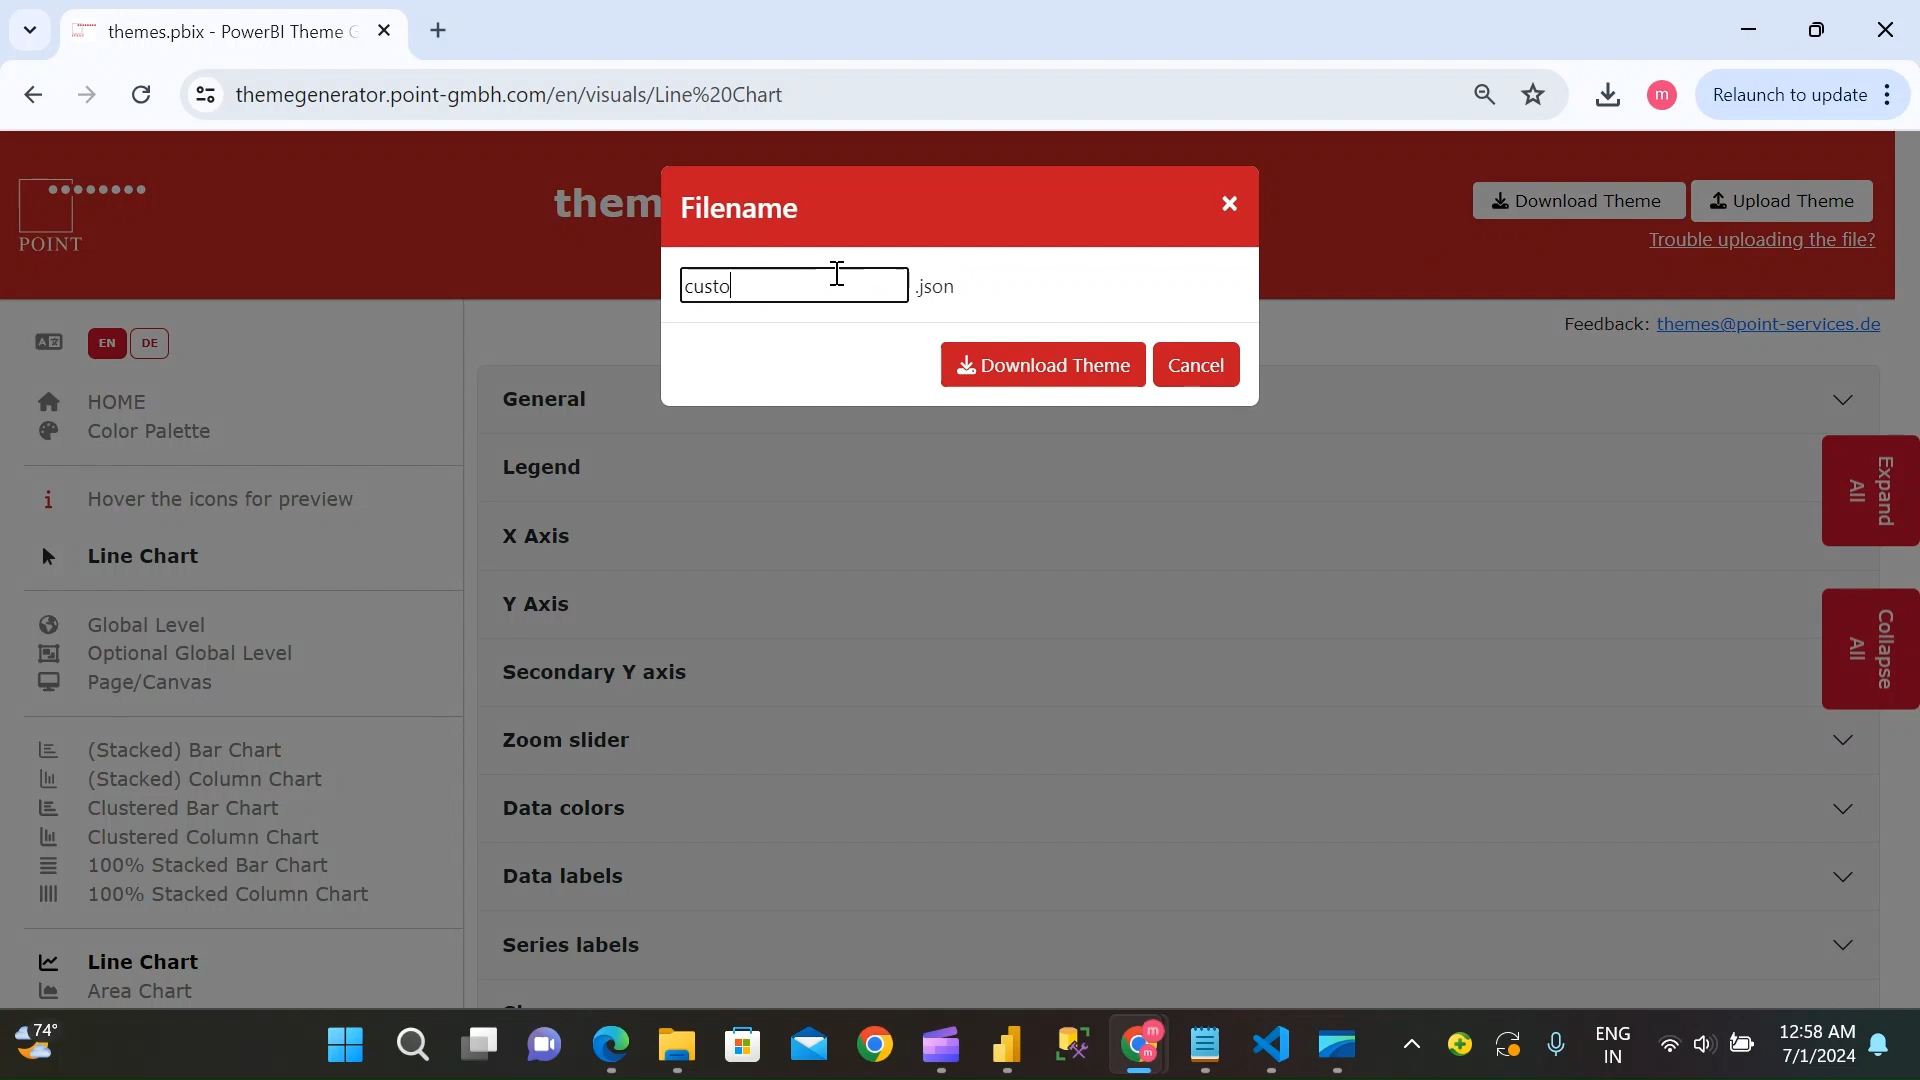 themes.pbix - PowerBI Theme G
themegenerator.point-gmbh.com/en/visuals/Line%20Chart
m
Relaunch to update
POINT
them
Download Theme
Upload Theme
Trouble uploading the file?
Filename
custo
.json
Download Theme
Cancel
Feedback: themes@point-services.de
EN
DE
HOME
Color Palette
Hover the icons for preview
Line Chart
Global Level
Optional Global Level
Page/Canvas
(Stacked) Bar Chart
(Stacked) Column Chart
Clustered Bar Chart
Clustered Column Chart
100% Stacked Bar Chart
100% Stacked Column Chart
Line Chart
Area Chart
General
Legend
X Axis
Y Axis
Secondary Y axis
Zoom slider
Data colors
Data labels
Series labels
Expand
All
Collapse
All
74°
m
m
ENG
IN
12:58 AM
7/1/2024